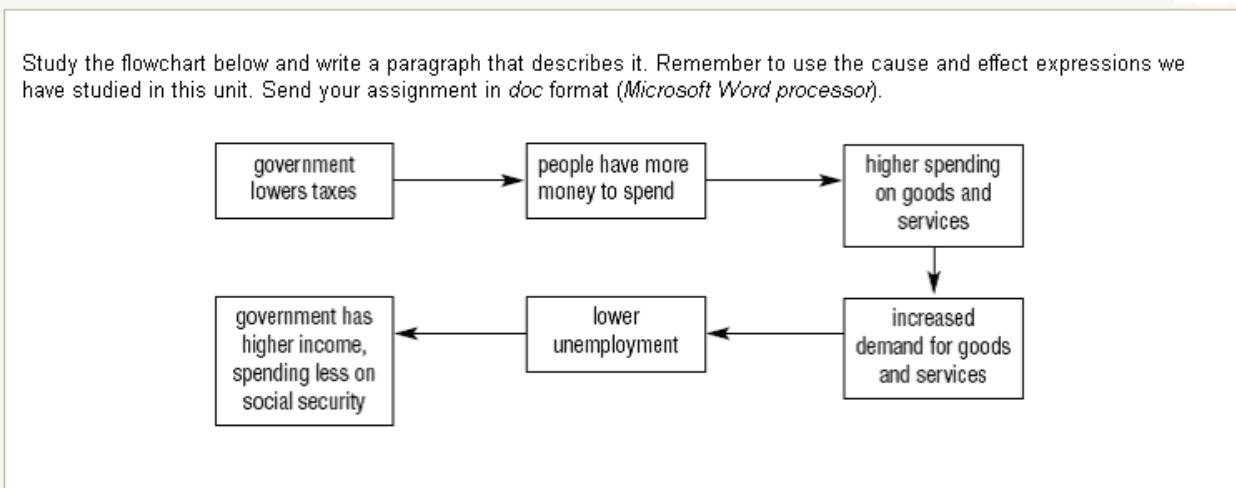 Study the flowchart below and write a paragraph that describes it. Remember to use the cause and effect expressions we
have studied in this unit. Send your assignment in doc format (Microsoft Word processor).
government
lowers taxes
people have more
money to spend
higher spending
on goods and
services
increased
demand for goods
and services
lower
unemployment
government has
higher income,
spending less on
social security